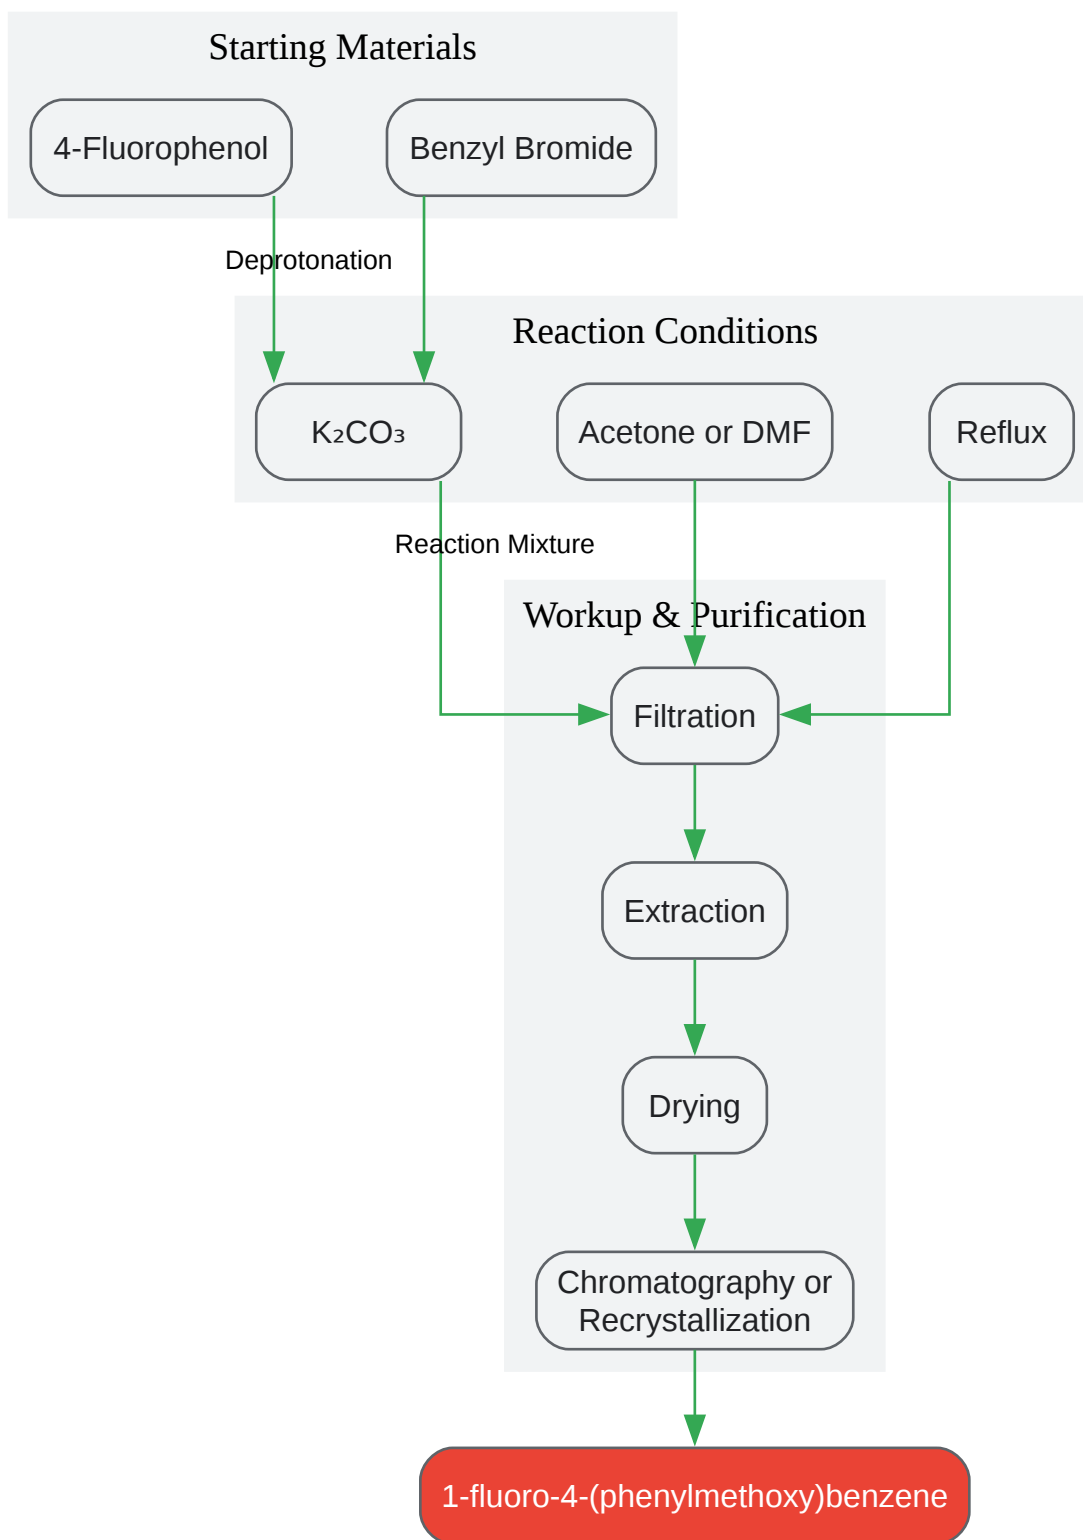 Starting Materials
4-Fluorophenol
Benzyl Bromide
Deprotonation
Reaction Conditions
K₂CO₃
Acetone or DMF
Reflux
Reaction Mixture
Workup & Purification
Filtration
Extraction
Drying
Chromatography or
Recrystallization
1-fluoro-4-(phenylmethoxy)benzene